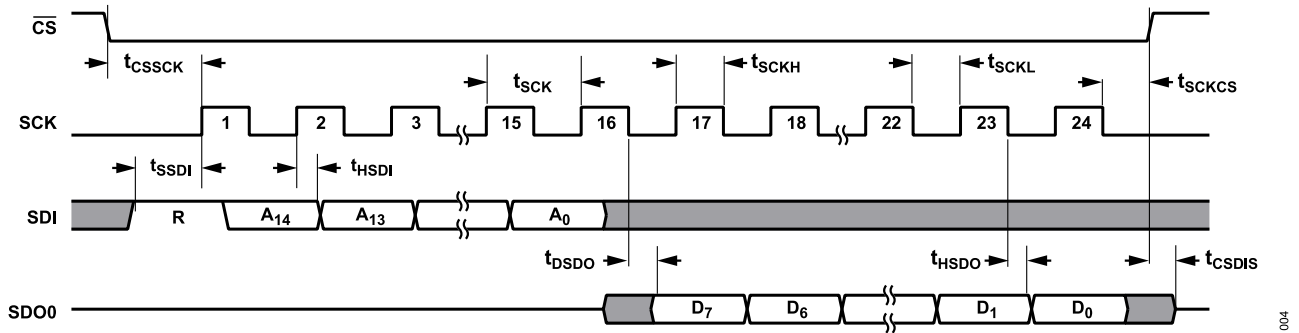 CS
tCSSCK
tSCK
tSCKH
tSCKL
tSCKCS
SCK
1
2
3
15
16
17
18
22
23
24
tSSDI
tHSDI
SDI
R
A14
A13
A0
tDSDO
tHSDO
tCSDIS
SDO0
D7
D6
D1
D0
004